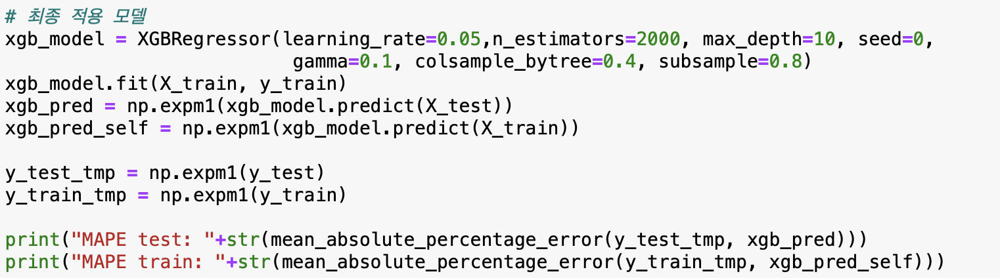 # 최종 적용 모델
xgb_model = XGBRegressor(learning_rate=0.05,n_estimators=2000, max_depth=10, seed=0,
gamma=0.1, colsample_bytree=0.4, subsample=0.8)
xgb_model.fit(X_train, y_train)
xgb_pred = np.expm1(xgb_model.predict(X_test))
xgb_pred_self = np.expm1(xgb_model.predict(X_train))
y_test_tmp = np.expm1(y_test)
y_train_tmp = np.expm1(y_train)
print("MAPE test: "+str(mean_absolute_percentage_error(y_test_tmp, xgb_pred)))
print("MAPE train: "+str(mean_absolute_percentage_error(y_train_tmp, xgb_pred_self)))